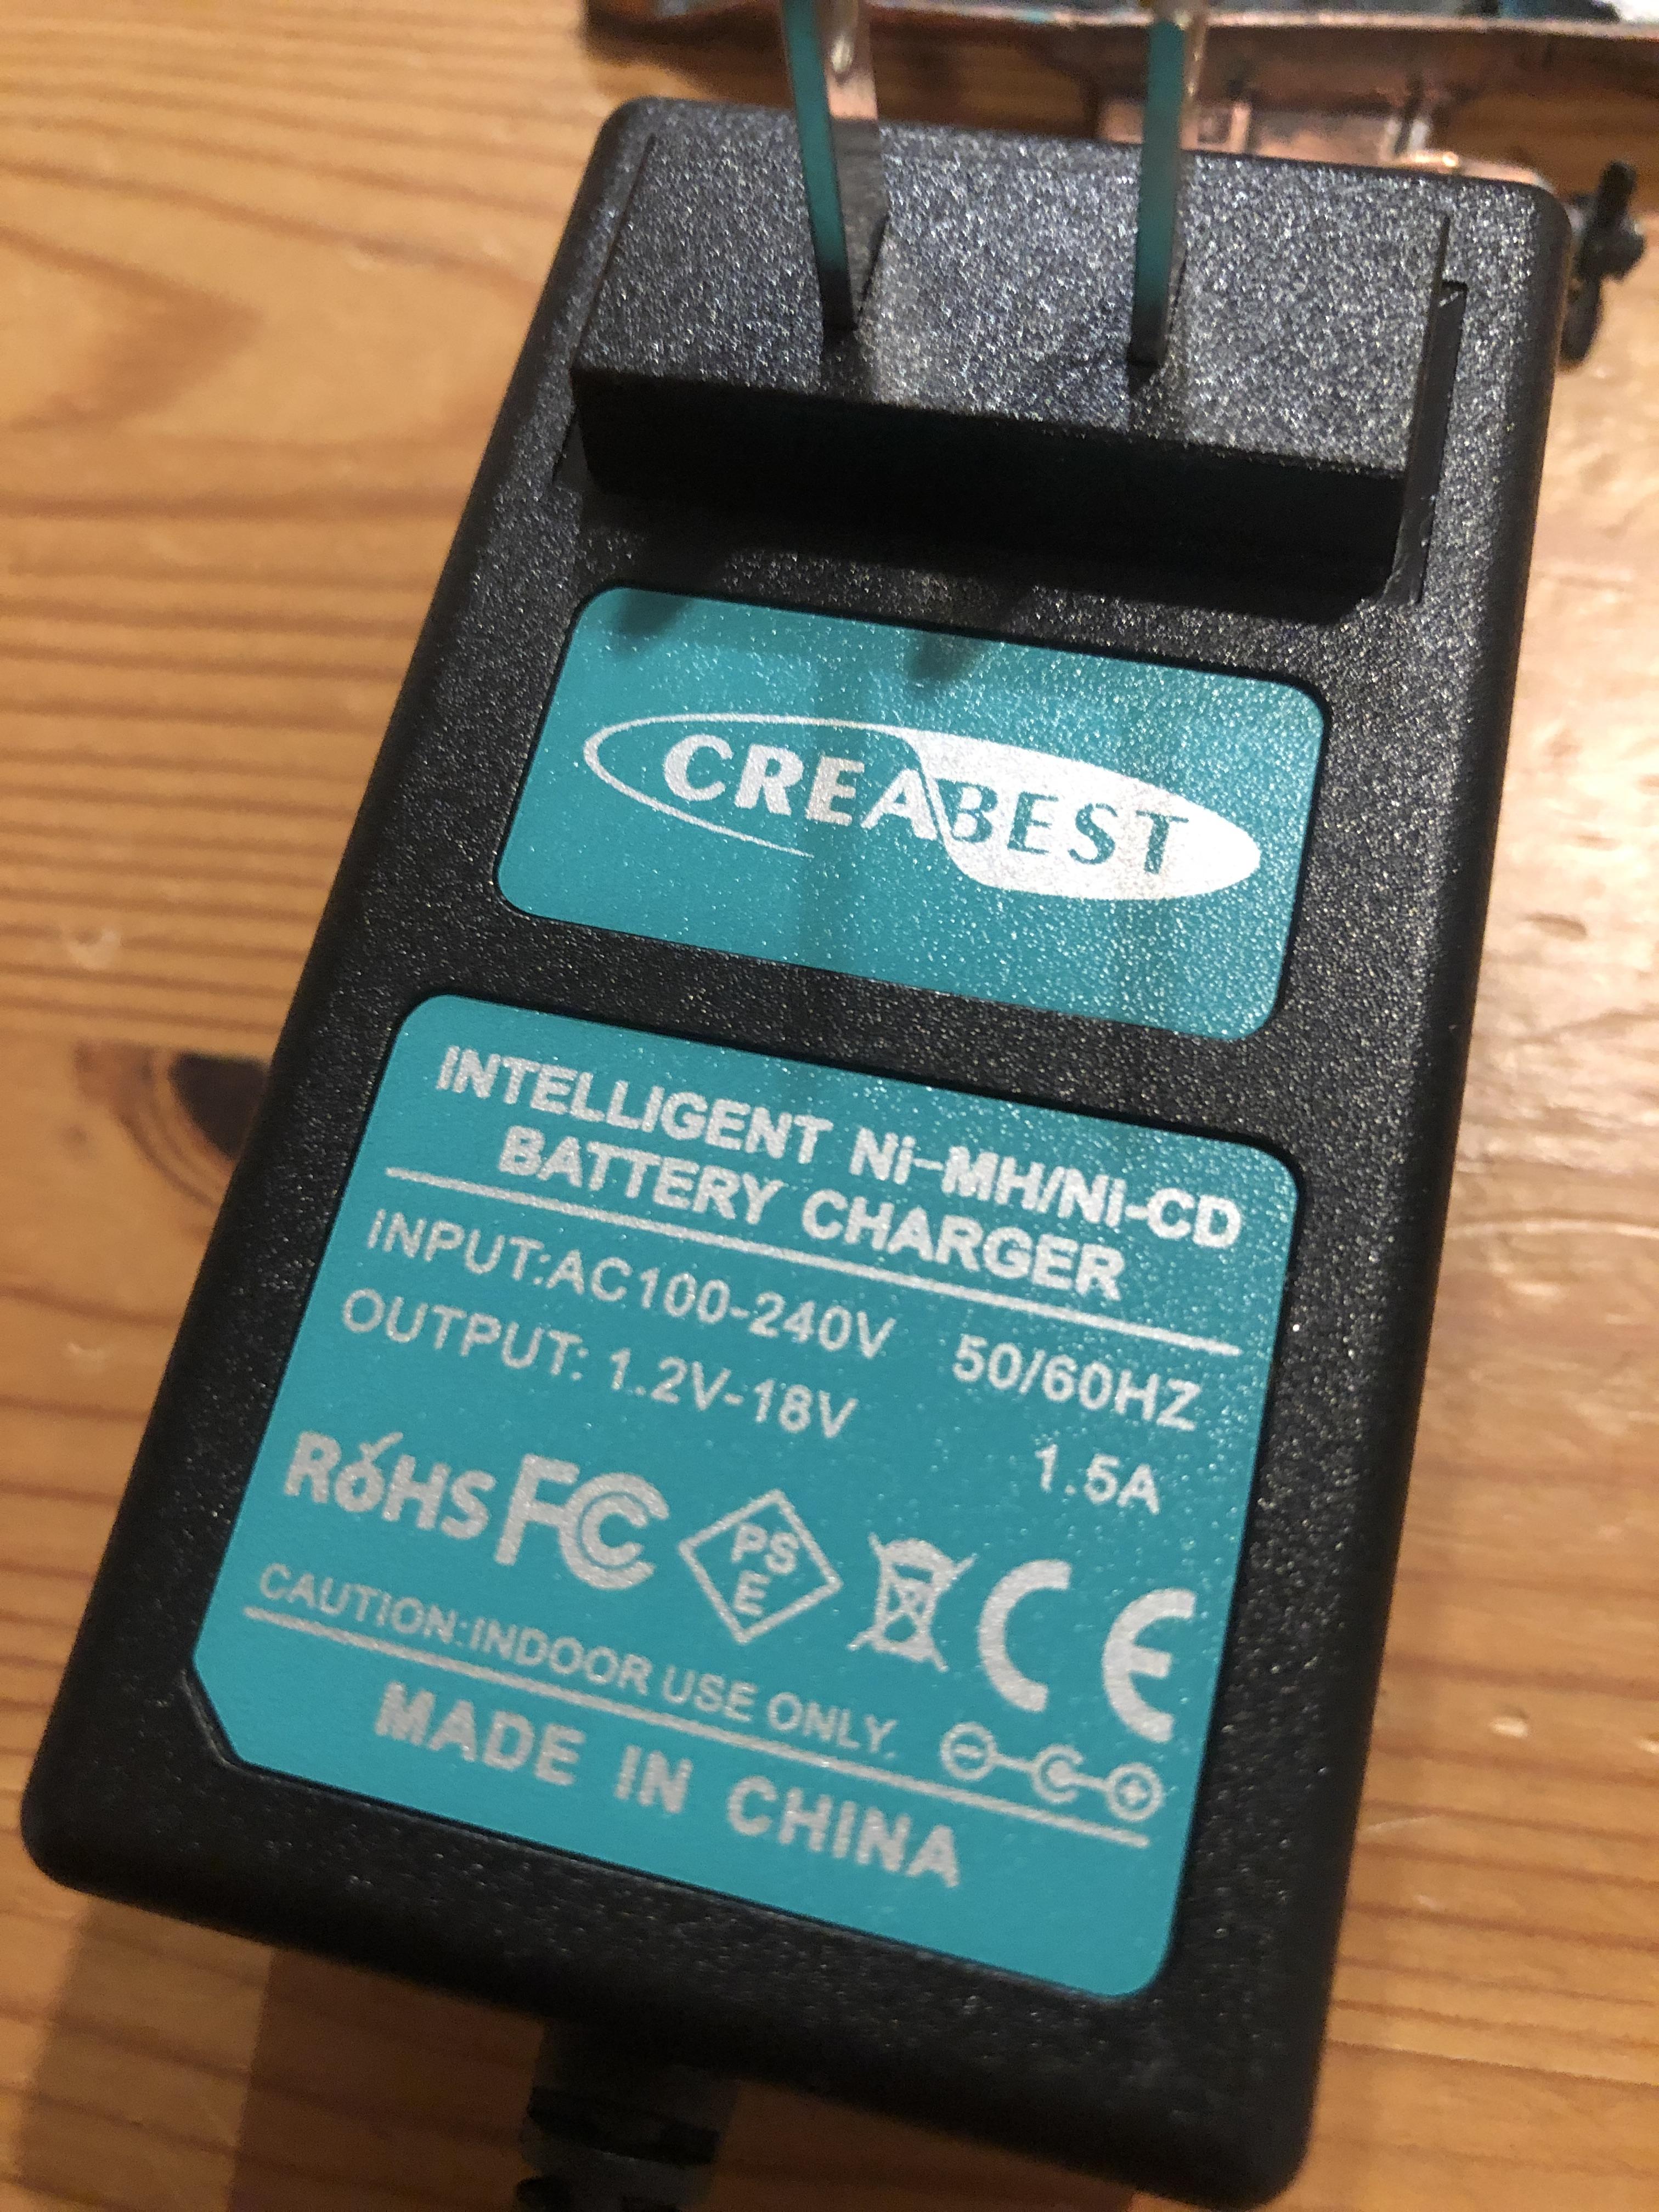 CREABEST
INTELLIGENT Ni-MH/Ni-CD
BATTERY CHARGER
INPUT:AC100-240V 50/60HZ
OUTPUT: 1.2V-18V 1.5A
RoHS FC PSE CE
CAUTION:INDOOR USE ONLY.
MADE IN CHINA